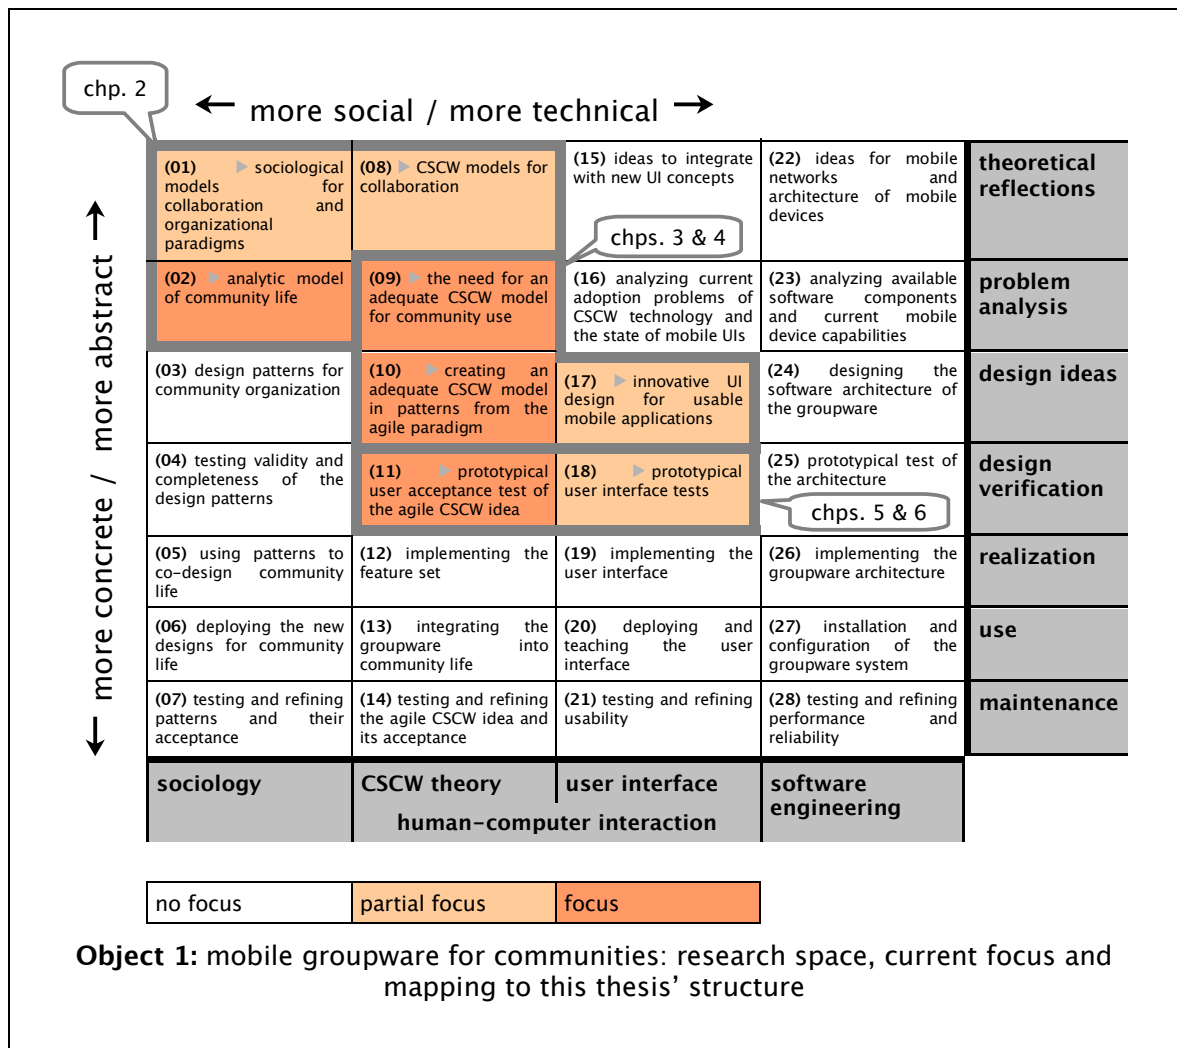 chp. 2
← more social / more technical →
← more concrete / more abstract →
(01) ▶ sociological
models for
collaboration and
organizational
paradigms
(08) ▶ CSCW models for
collaboration
(15) ideas to integrate
with new UI concepts
(22) ideas for mobile
networks and
architecture of mobile
devices
theoretical
reflections
chps. 3 & 4
(02) ▶ analytic model
of community life
(09) ▶ the need for an
adequate CSCW model
for community use
(16) analyzing current
adoption problems of
CSCW technology and
the state of mobile UIs
(23) analyzing available
software components
and current mobile
device capabilities
problem
analysis
(03) design patterns for
community organization
(10) ▶ creating an
adequate CSCW model
in patterns from the
agile paradigm
(17) ▶ innovative UI
design for usable
mobile applications
(24) designing the
software architecture of
the groupware
design ideas
(04) testing validity and
completeness of the
design patterns
(11) ▶ prototypical
user acceptance test of
the agile CSCW idea
(18) ▶ prototypical
user interface tests
(25) prototypical test of
the architecture
design
verification
chps. 5 & 6
(05) using patterns to
co-design community
life
(12) implementing the
feature set
(19) implementing the
user interface
(26) implementing the
groupware architecture
realization
(06) deploying the new
designs for community
life
(13) integrating the
groupware into
community life
(20) deploying and
teaching the user
interface
(27) installation and
configuration of the
groupware system
use
(07) testing and refining
patterns and their
acceptance
(14) testing and refining
the agile CSCW idea and
its acceptance
(21) testing and refining
usability
(28) testing and refining
performance and
reliability
maintenance
sociology
CSCW theory
user interface
software
engineering
human-computer interaction
no focus
partial focus
focus
Object 1: mobile groupware for communities: research space, current focus and
mapping to this thesis’ structure